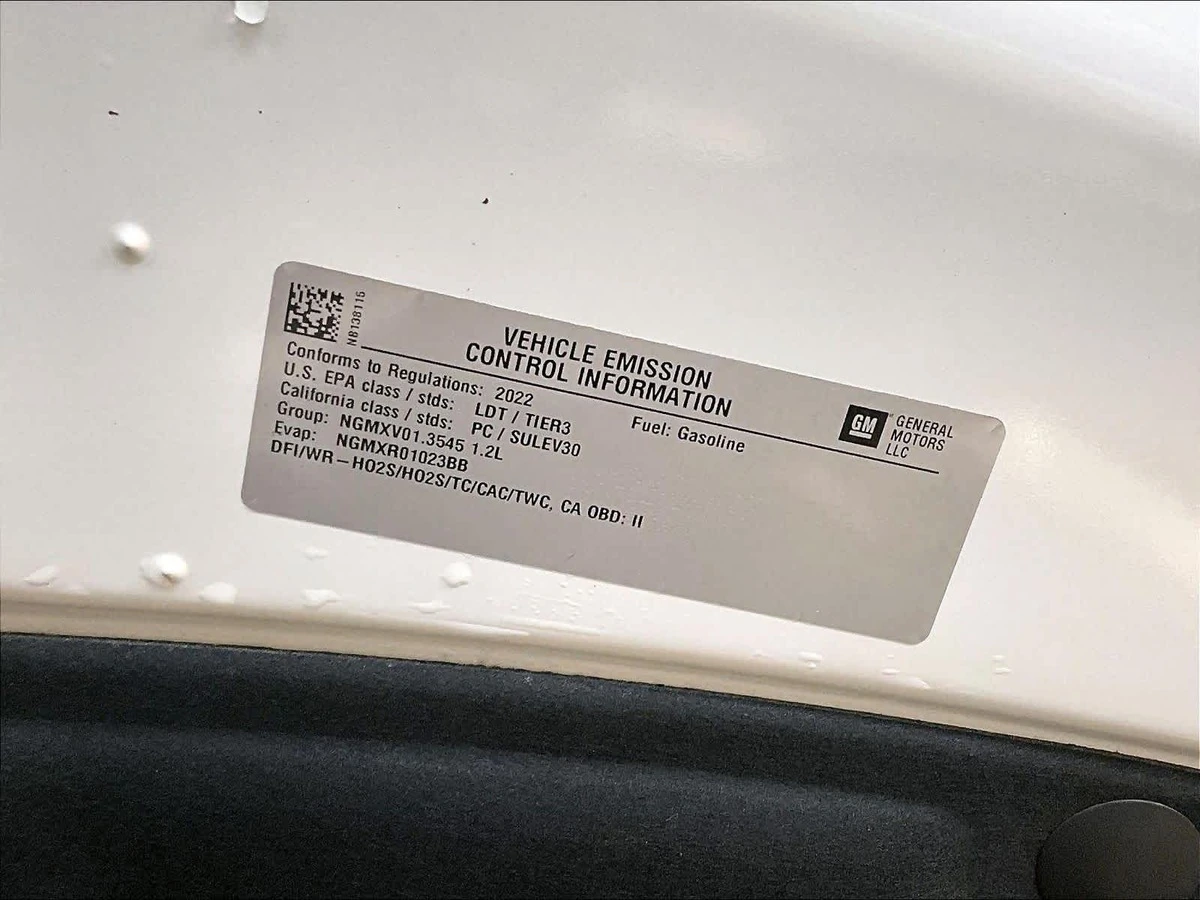 NB138115
VEHICLE EMISSION
CONTROL INFORMATION
Conforms to Regulations: 2022
U.S. EPA class / stds: LDT / TIER3
Fuel: Gasoline
California class / stds: PC / SULEV30
Group: NGMXV01.3545 1.2L
Evap: NGMXR01023BB
DFI/WR–HO2S/HO2S/TC/CAC/TWC, CA OBD: II
GM
GENERAL
MOTORS
LLC